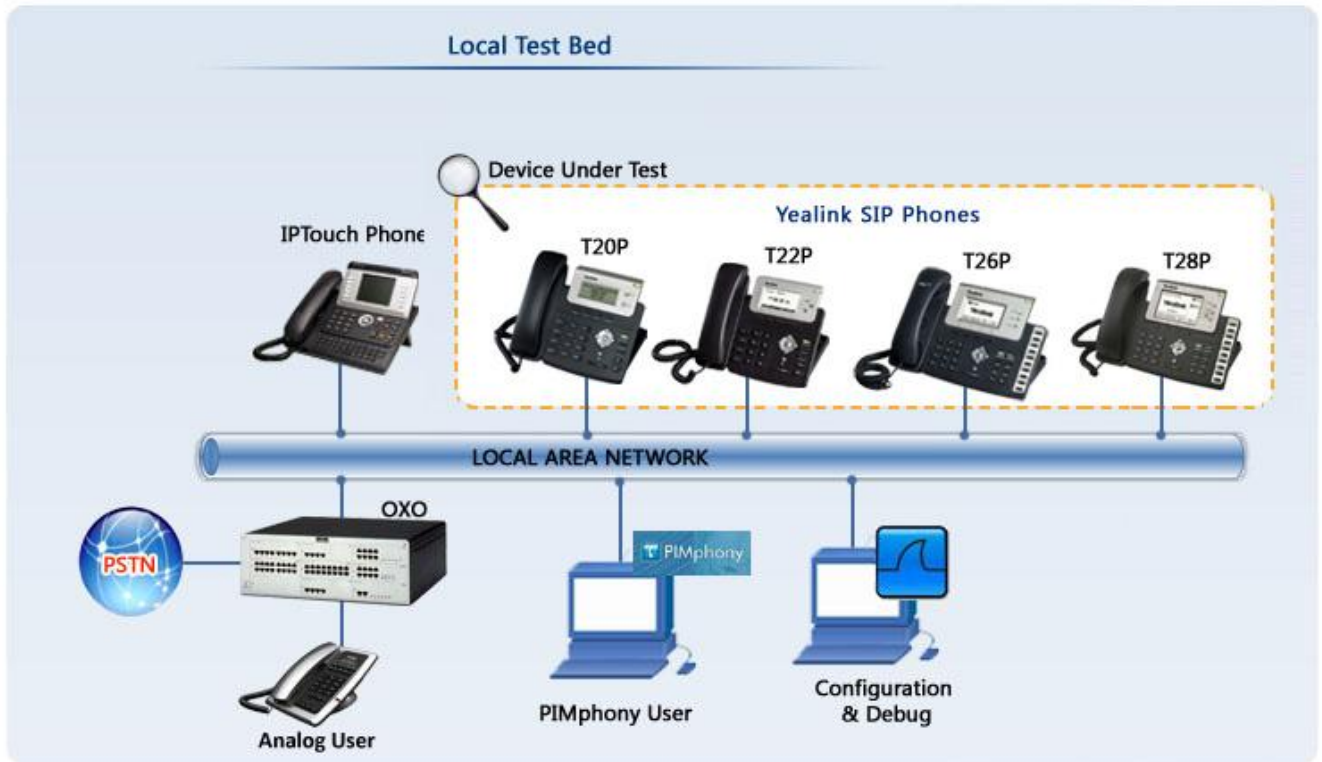 Local Test Bed
Device Under Test
Yealink SIP Phones
IPTouch Phone
T20P
T22P
T26P
T28P
LOCAL AREA NETWORK
OXO
PSTN
PIMphony
Analog User
PIMphony User
Configuration
& Debug